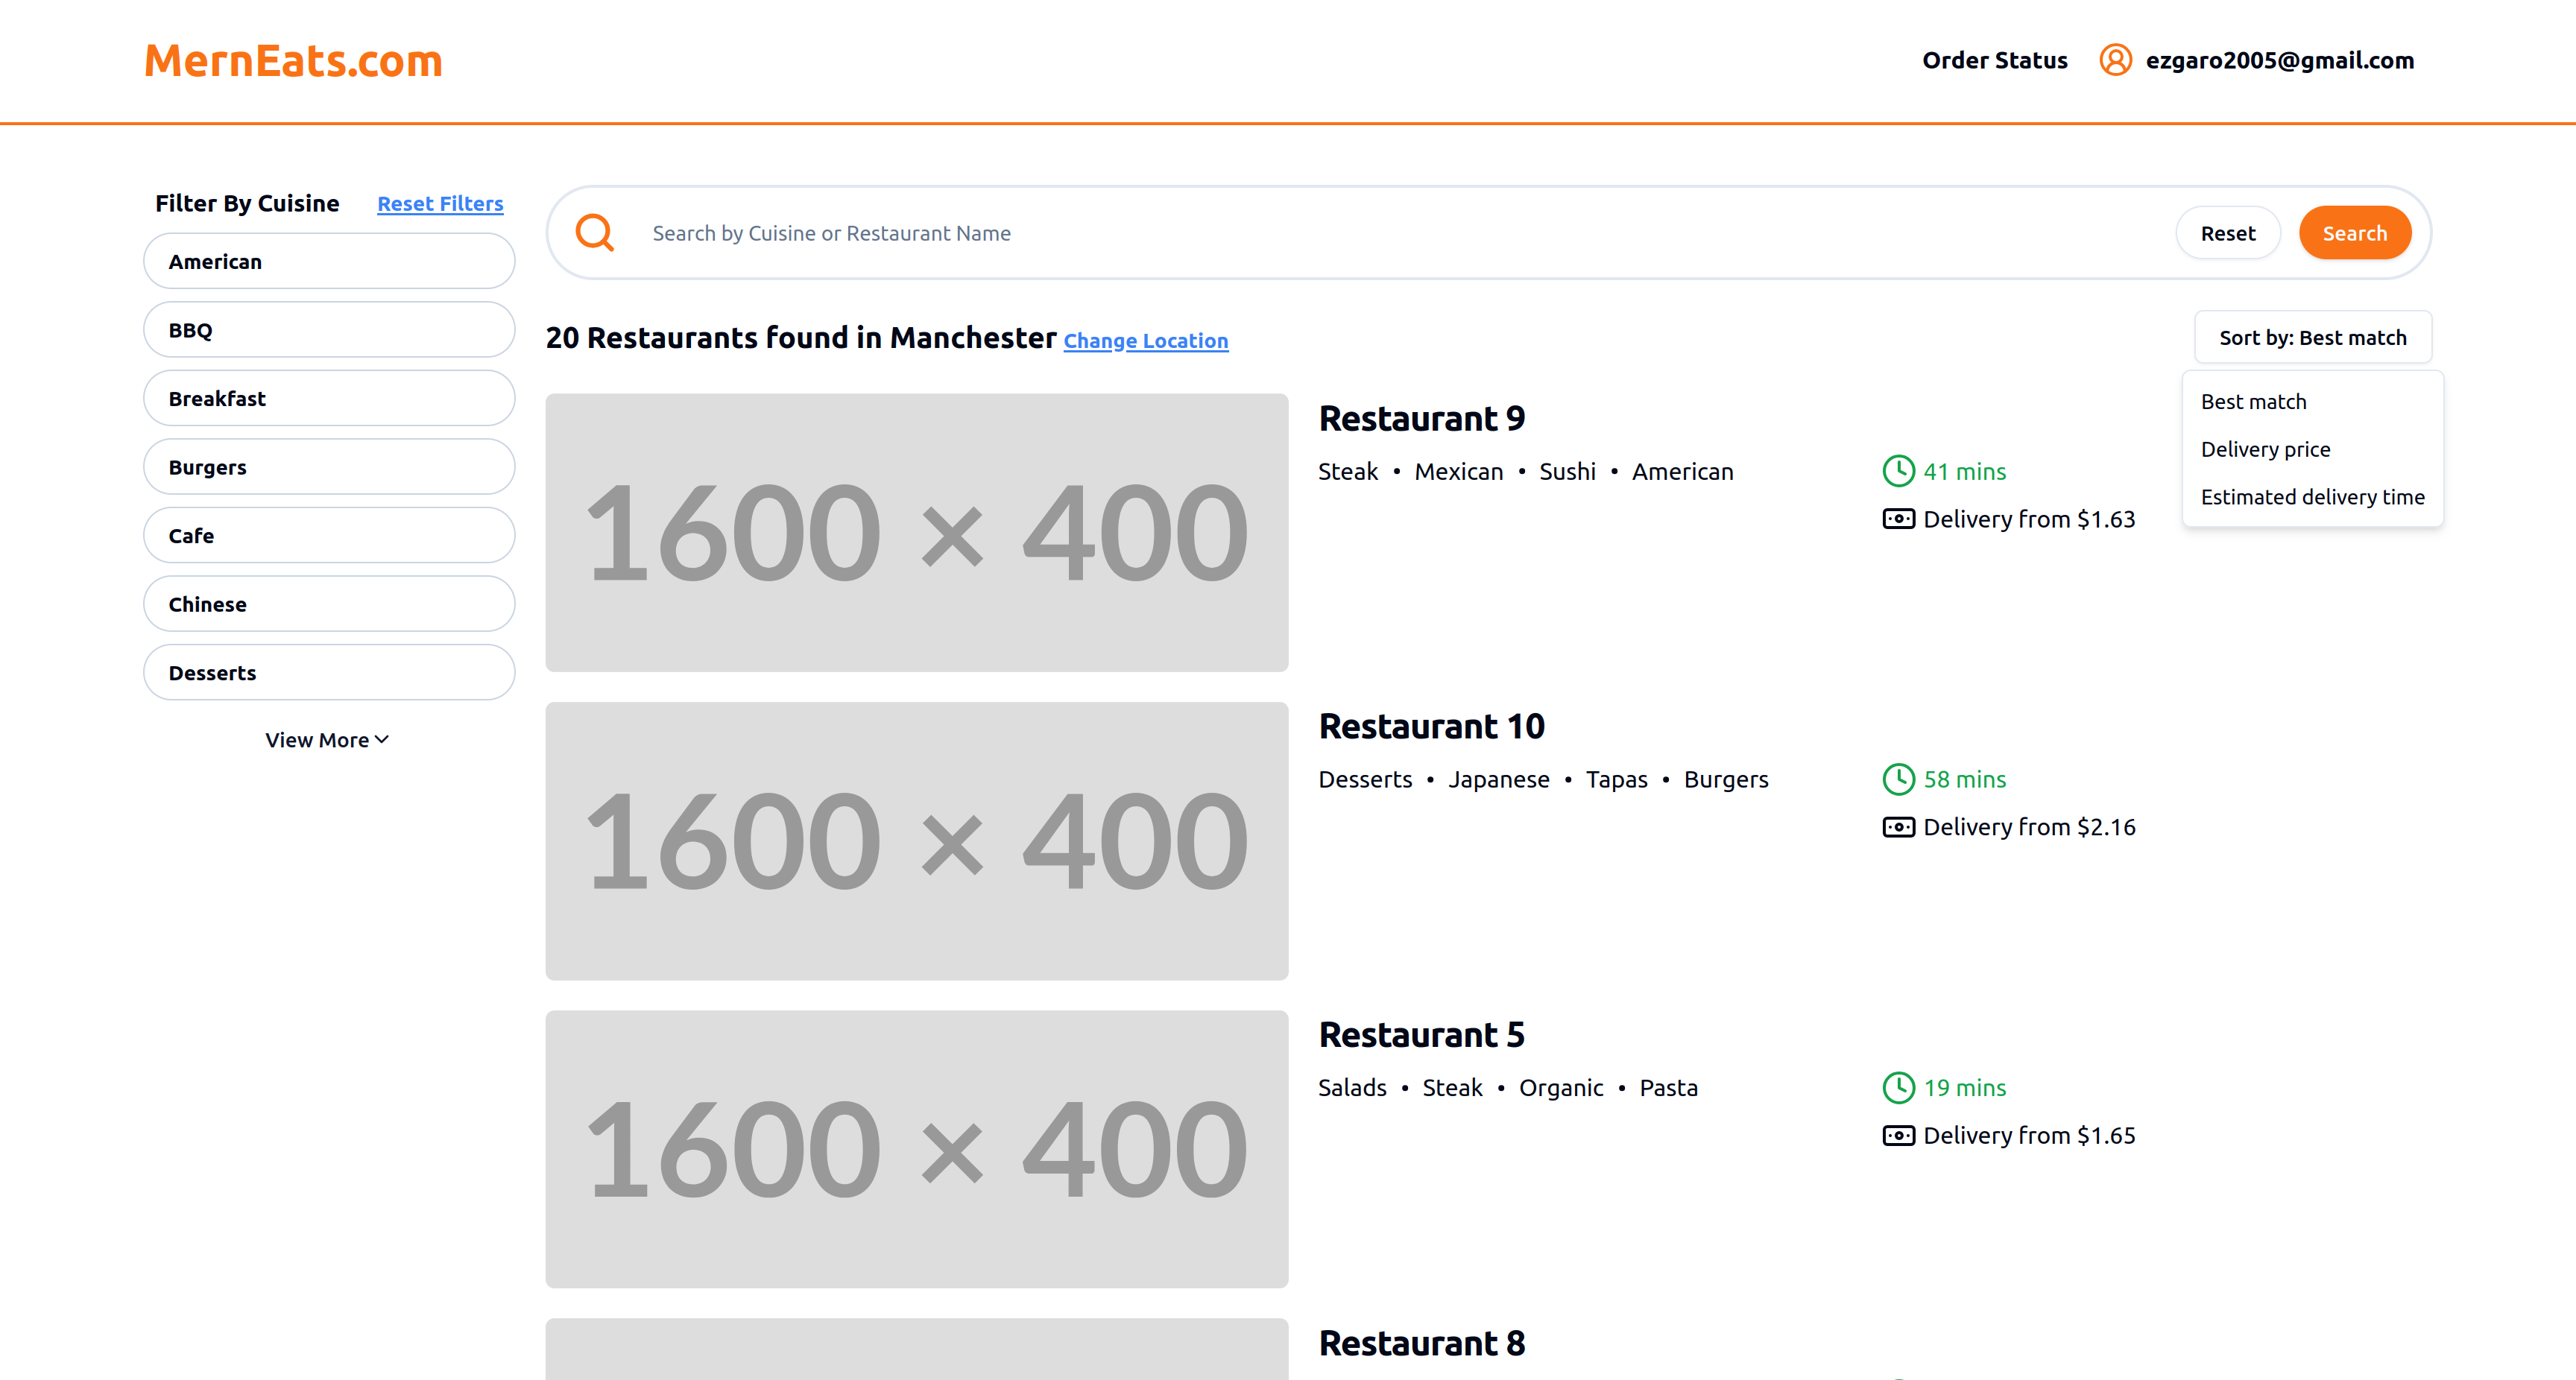 MernEats.com
Order Status
ezgaro2005@gmail.com
Filter By Cuisine
Reset Filters
American
BBQ
Breakfast
Burgers
Cafe
Chinese
Desserts
View More
Search by Cuisine or Restaurant Name
Reset
Search
20 Restaurants found in Manchester Change Location
Sort by: Best match
Best match
Delivery price
Estimated delivery time
1600 × 400
Restaurant 9
Steak • Mexican • Sushi • American
41 mins
Delivery from $1.63
1600 × 400
Restaurant 10
Desserts • Japanese • Tapas • Burgers
58 mins
Delivery from $2.16
1600 × 400
Restaurant 5
Salads • Steak • Organic • Pasta
19 mins
Delivery from $1.65
Restaurant 8